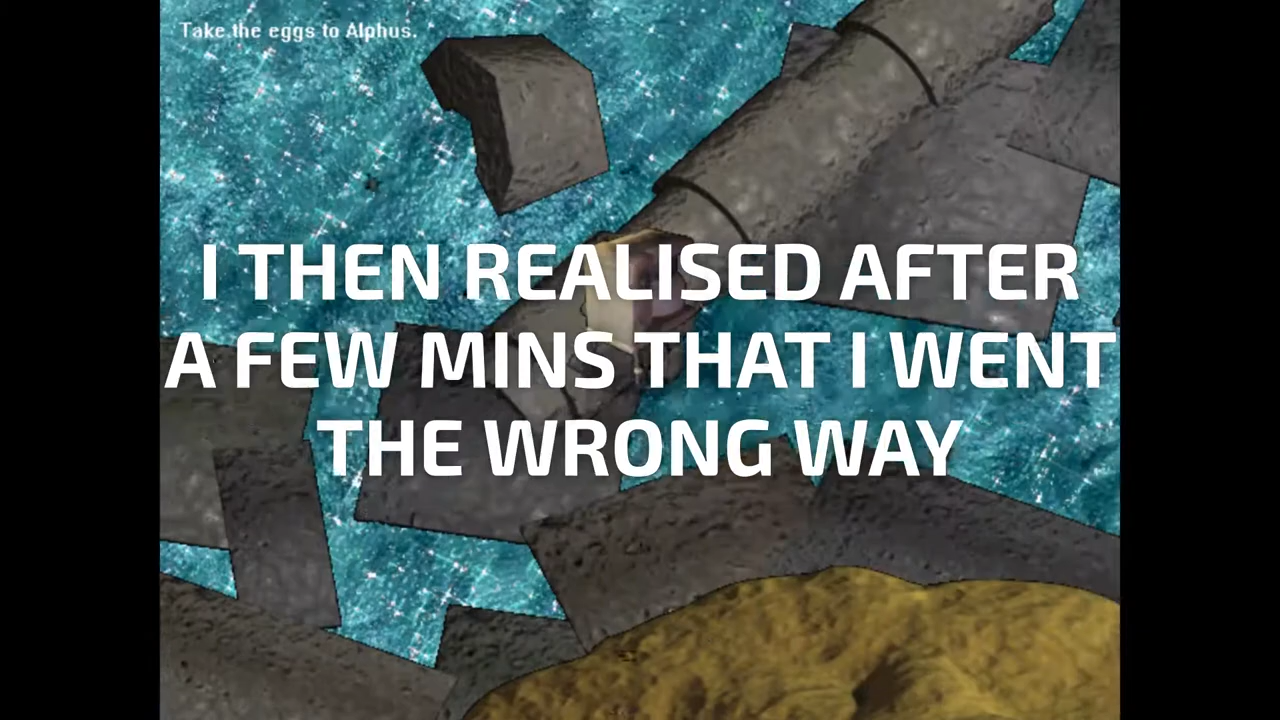 Take the eggs to Alphus.
I THEN REALISED AFTER
A FEW MINS THAT I WENT
THE WRONG WAY